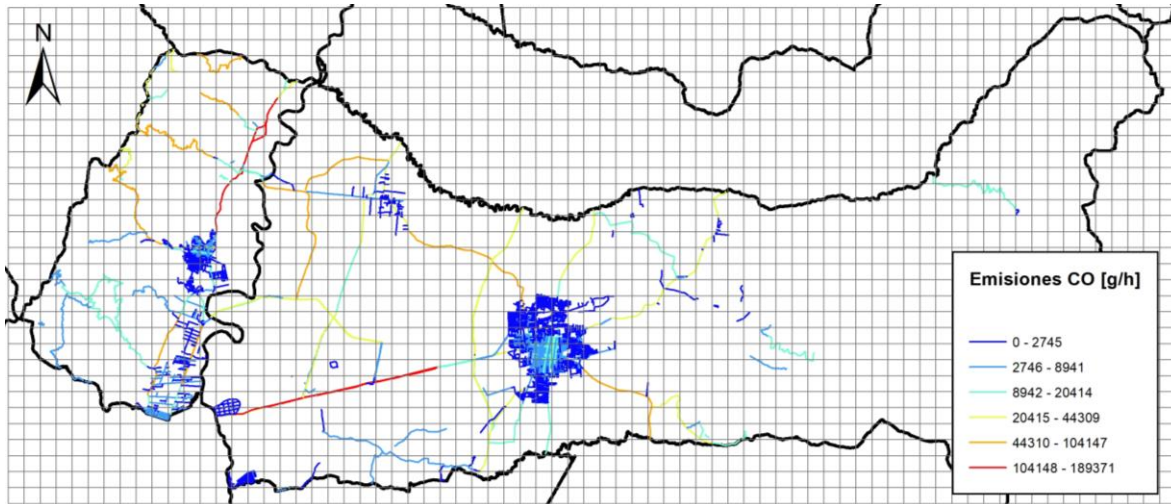 N
Emisiones CO [g/h]
0 - 2745
2746 - 8941
8942 - 20414
20415 - 44309
44310 - 104147
104148 - 189371